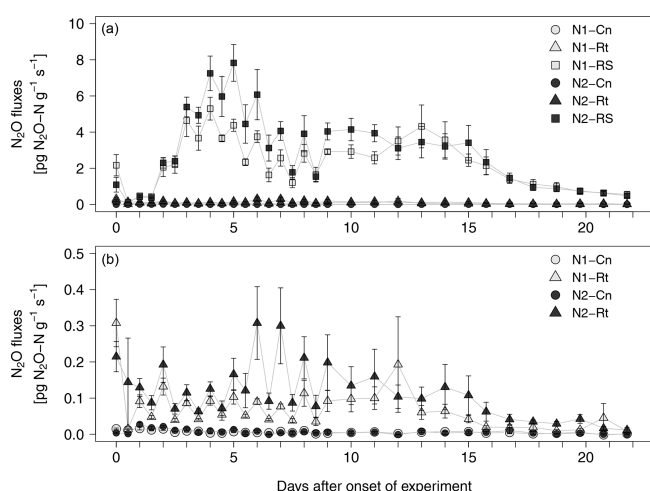 (a)
N₂O fluxes
[pg N₂O–N g⁻¹ s⁻¹]
10
8
6
4
2
0
N1–Cn
N1–Rt
N1–RS
N2–Cn
N2–Rt
N2–RS
0 5 10 15 20
(b)
N₂O fluxes
[pg N₂O–N g⁻¹ s⁻¹]
0.5
0.4
0.3
0.2
0.1
0.0
N1–Cn
N1–Rt
N2–Cn
N2–Rt
0 5 10 15 20
Days after onset of experiment